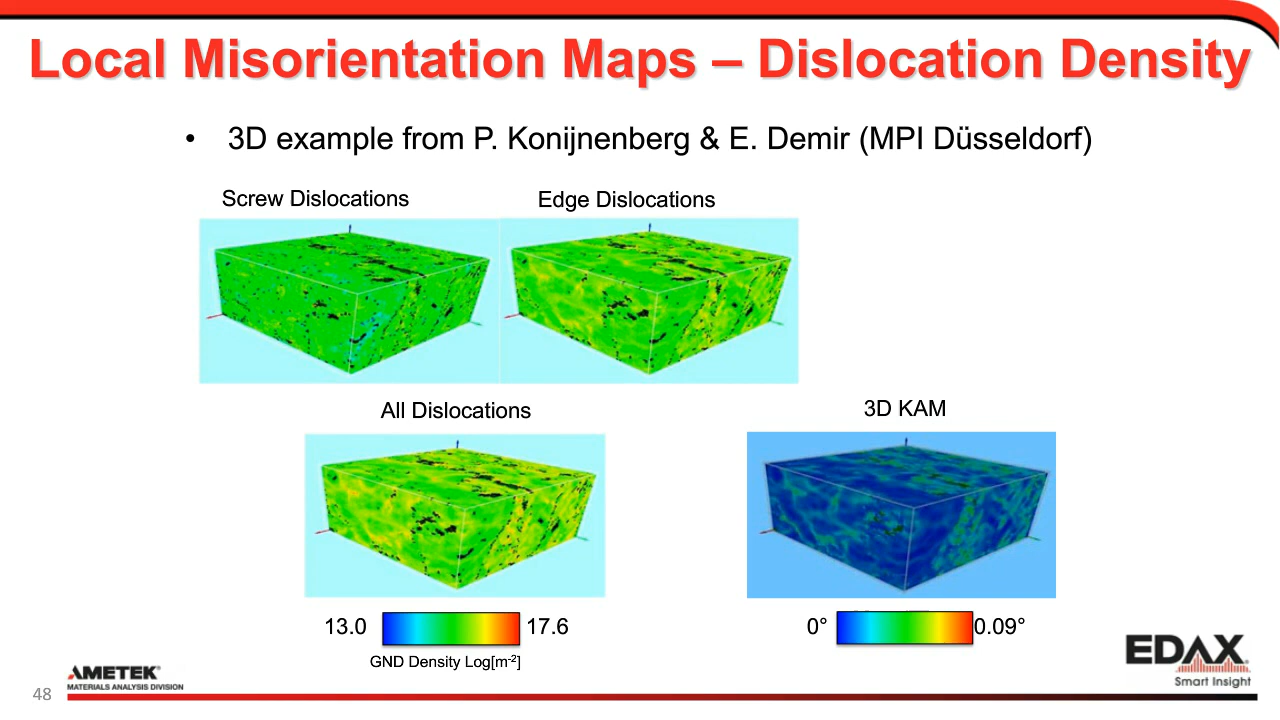 Local Misorientation Maps – Dislocation Density
• 3D example from P. Konijnenberg & E. Demir (MPI Düsseldorf)
Screw Dislocations
Edge Dislocations
All Dislocations
3D KAM
13.0
17.6
GND Density Log[m⁻²]
0°
0.09°
48
AMETEK®
MATERIALS ANALYSIS DIVISION
EDAX
Smart Insight